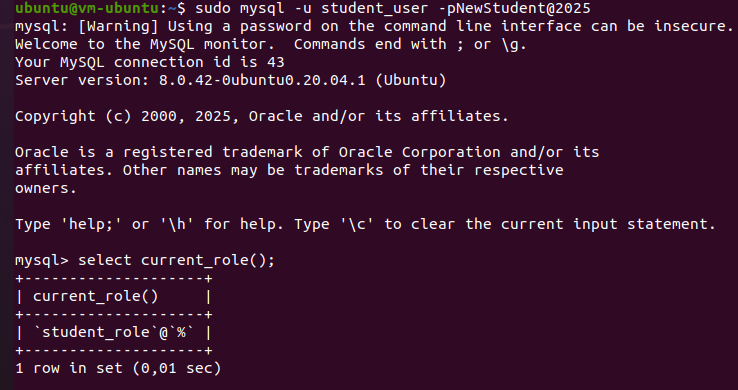 ubuntu@vm-ubuntu:~$ sudo mysql -u student_user -pNewStudent@2025
mysql: [Warning] Using a password on the command line interface can be insecure.
Welcome to the MySQL monitor.  Commands end with ; or \g.
Your MySQL connection id is 43
Server version: 8.0.42-0ubuntu0.20.04.1 (Ubuntu)

Copyright (c) 2000, 2025, Oracle and/or its affiliates.

Oracle is a registered trademark of Oracle Corporation and/or its
affiliates. Other names may be trademarks of their respective
owners.

Type 'help;' or '\h' for help. Type '\c' to clear the current input statement.

mysql> select current_role();
+--------------------+
| current_role()     |
+--------------------+
| `student_role`@`%` |
+--------------------+
1 row in set (0,01 sec)